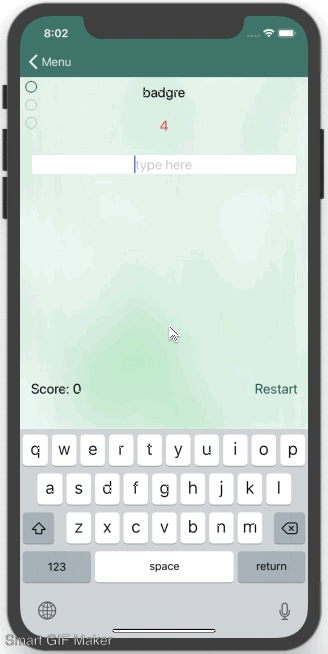 8:02
Menu
badgre
4
type here
Score: 0
Restart
q w e r t y u i o p
a s d f g h j k l
z x c v b n m
123 space return
Smart GIF Maker